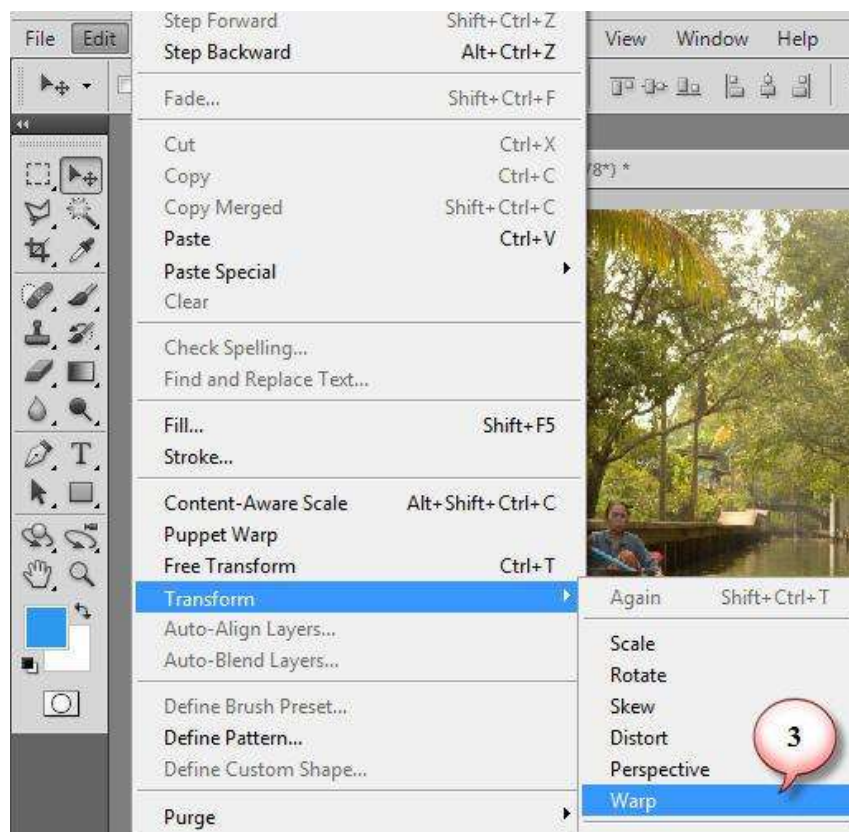 File Edit View Window Help
Step Forward Shift+Ctrl+Z
Step Backward Alt+Ctrl+Z
Fade... Shift+Ctrl+F
Cut Ctrl+X
/8*) *
Copy Ctrl+C
Copy Merged Shift+Ctrl+C
Paste Ctrl+V
Paste Special
Clear
Check Spelling...
Find and Replace Text...
Fill... Shift+F5
Stroke...
Content-Aware Scale Alt+Shift+Ctrl+C
Puppet Warp
Free Transform Ctrl+T
Transform
Auto-Align Layers...
Auto-Blend Layers...
Define Brush Preset...
Define Pattern...
Define Custom Shape...
Purge
Again Shift+Ctrl+T
Scale
Rotate
Skew
Distort
Perspective
Warp
3
T